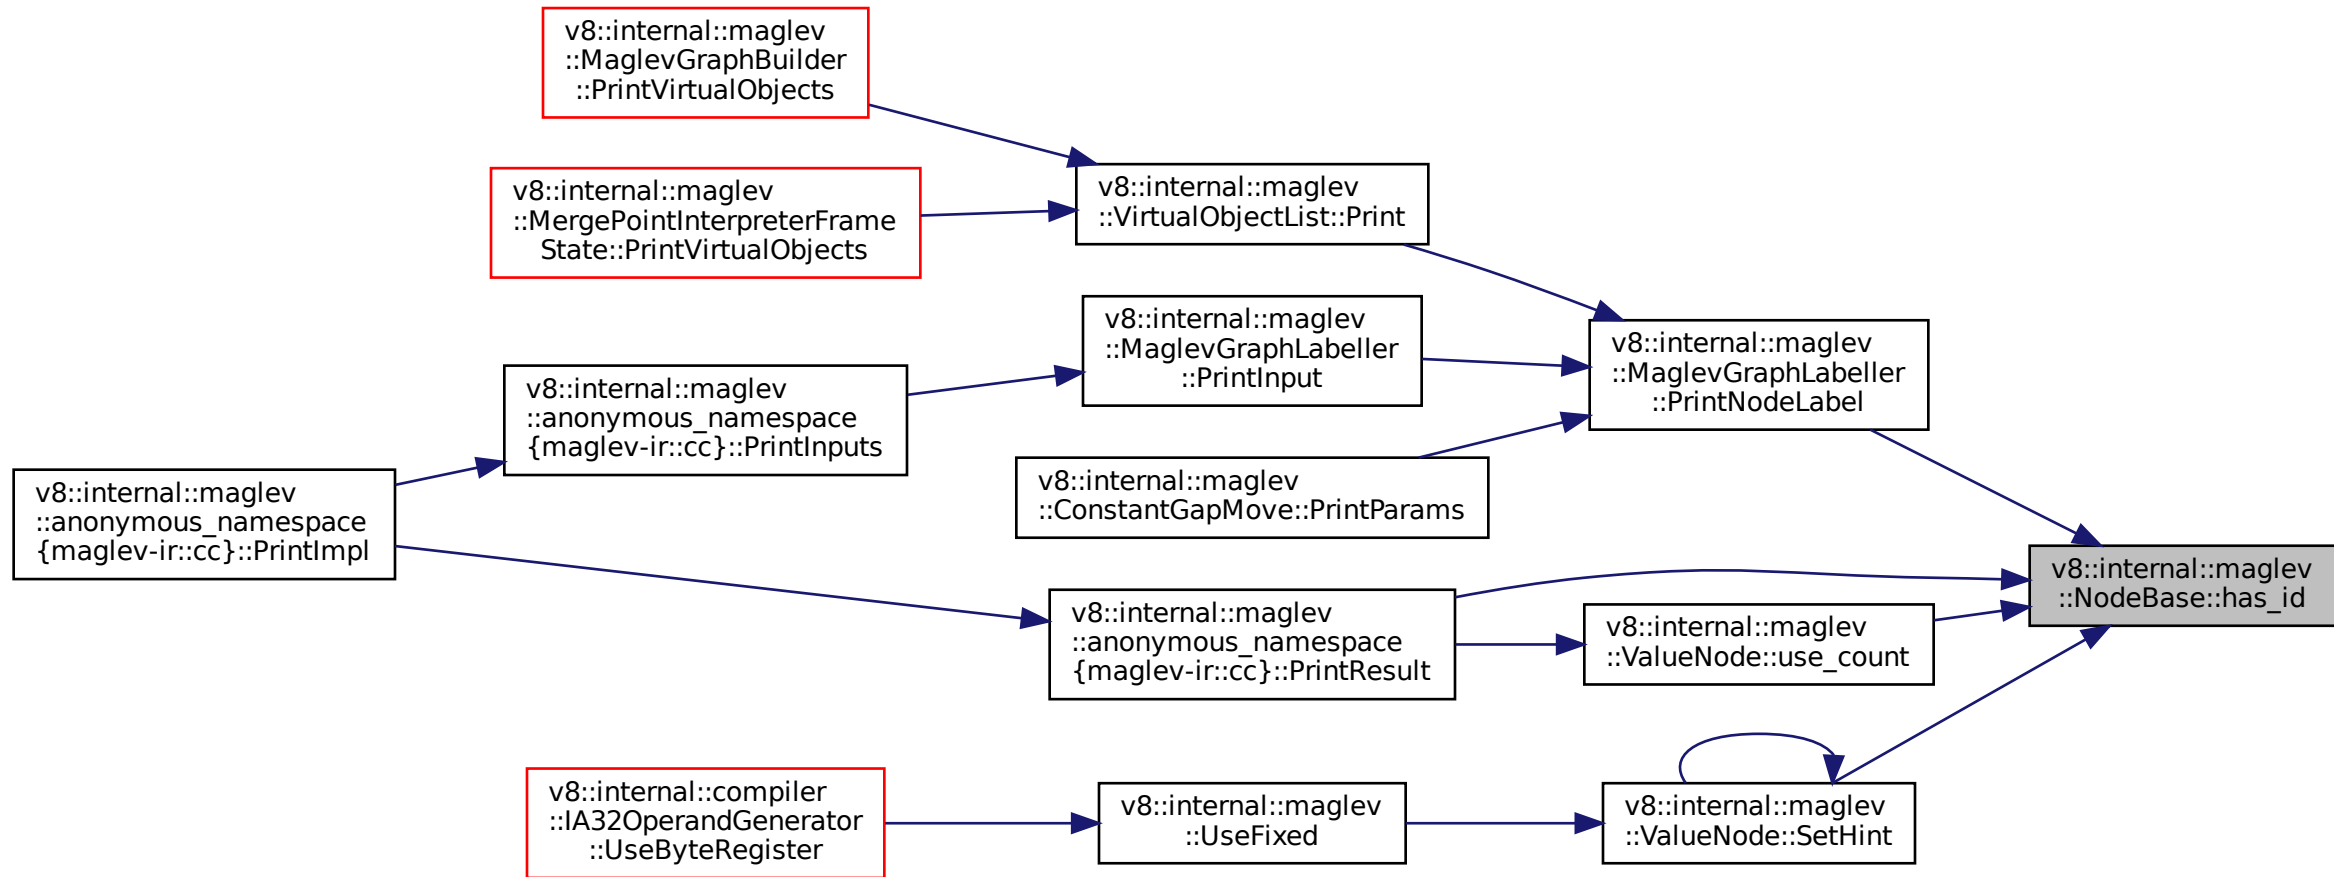 v8::internal::maglev
::MaglevGraphBuilder
::PrintVirtualObjects
v8::internal::maglev
::MergePointInterpreterFrame
State::PrintVirtualObjects
v8::internal::maglev
::VirtualObjectList::Print
v8::internal::maglev
::MaglevGraphLabeller
::PrintInput
v8::internal::maglev
::MaglevGraphLabeller
::PrintNodeLabel
v8::internal::maglev
::anonymous_namespace
{maglev-ir::cc}::PrintInputs
v8::internal::maglev
::ConstantGapMove::PrintParams
v8::internal::maglev
::anonymous_namespace
{maglev-ir::cc}::PrintImpl
v8::internal::maglev
::NodeBase::has_id
v8::internal::maglev
::anonymous_namespace
{maglev-ir::cc}::PrintResult
v8::internal::maglev
::ValueNode::use_count
v8::internal::compiler
::IA32OperandGenerator
::UseByteRegister
v8::internal::maglev
::UseFixed
v8::internal::maglev
::ValueNode::SetHint